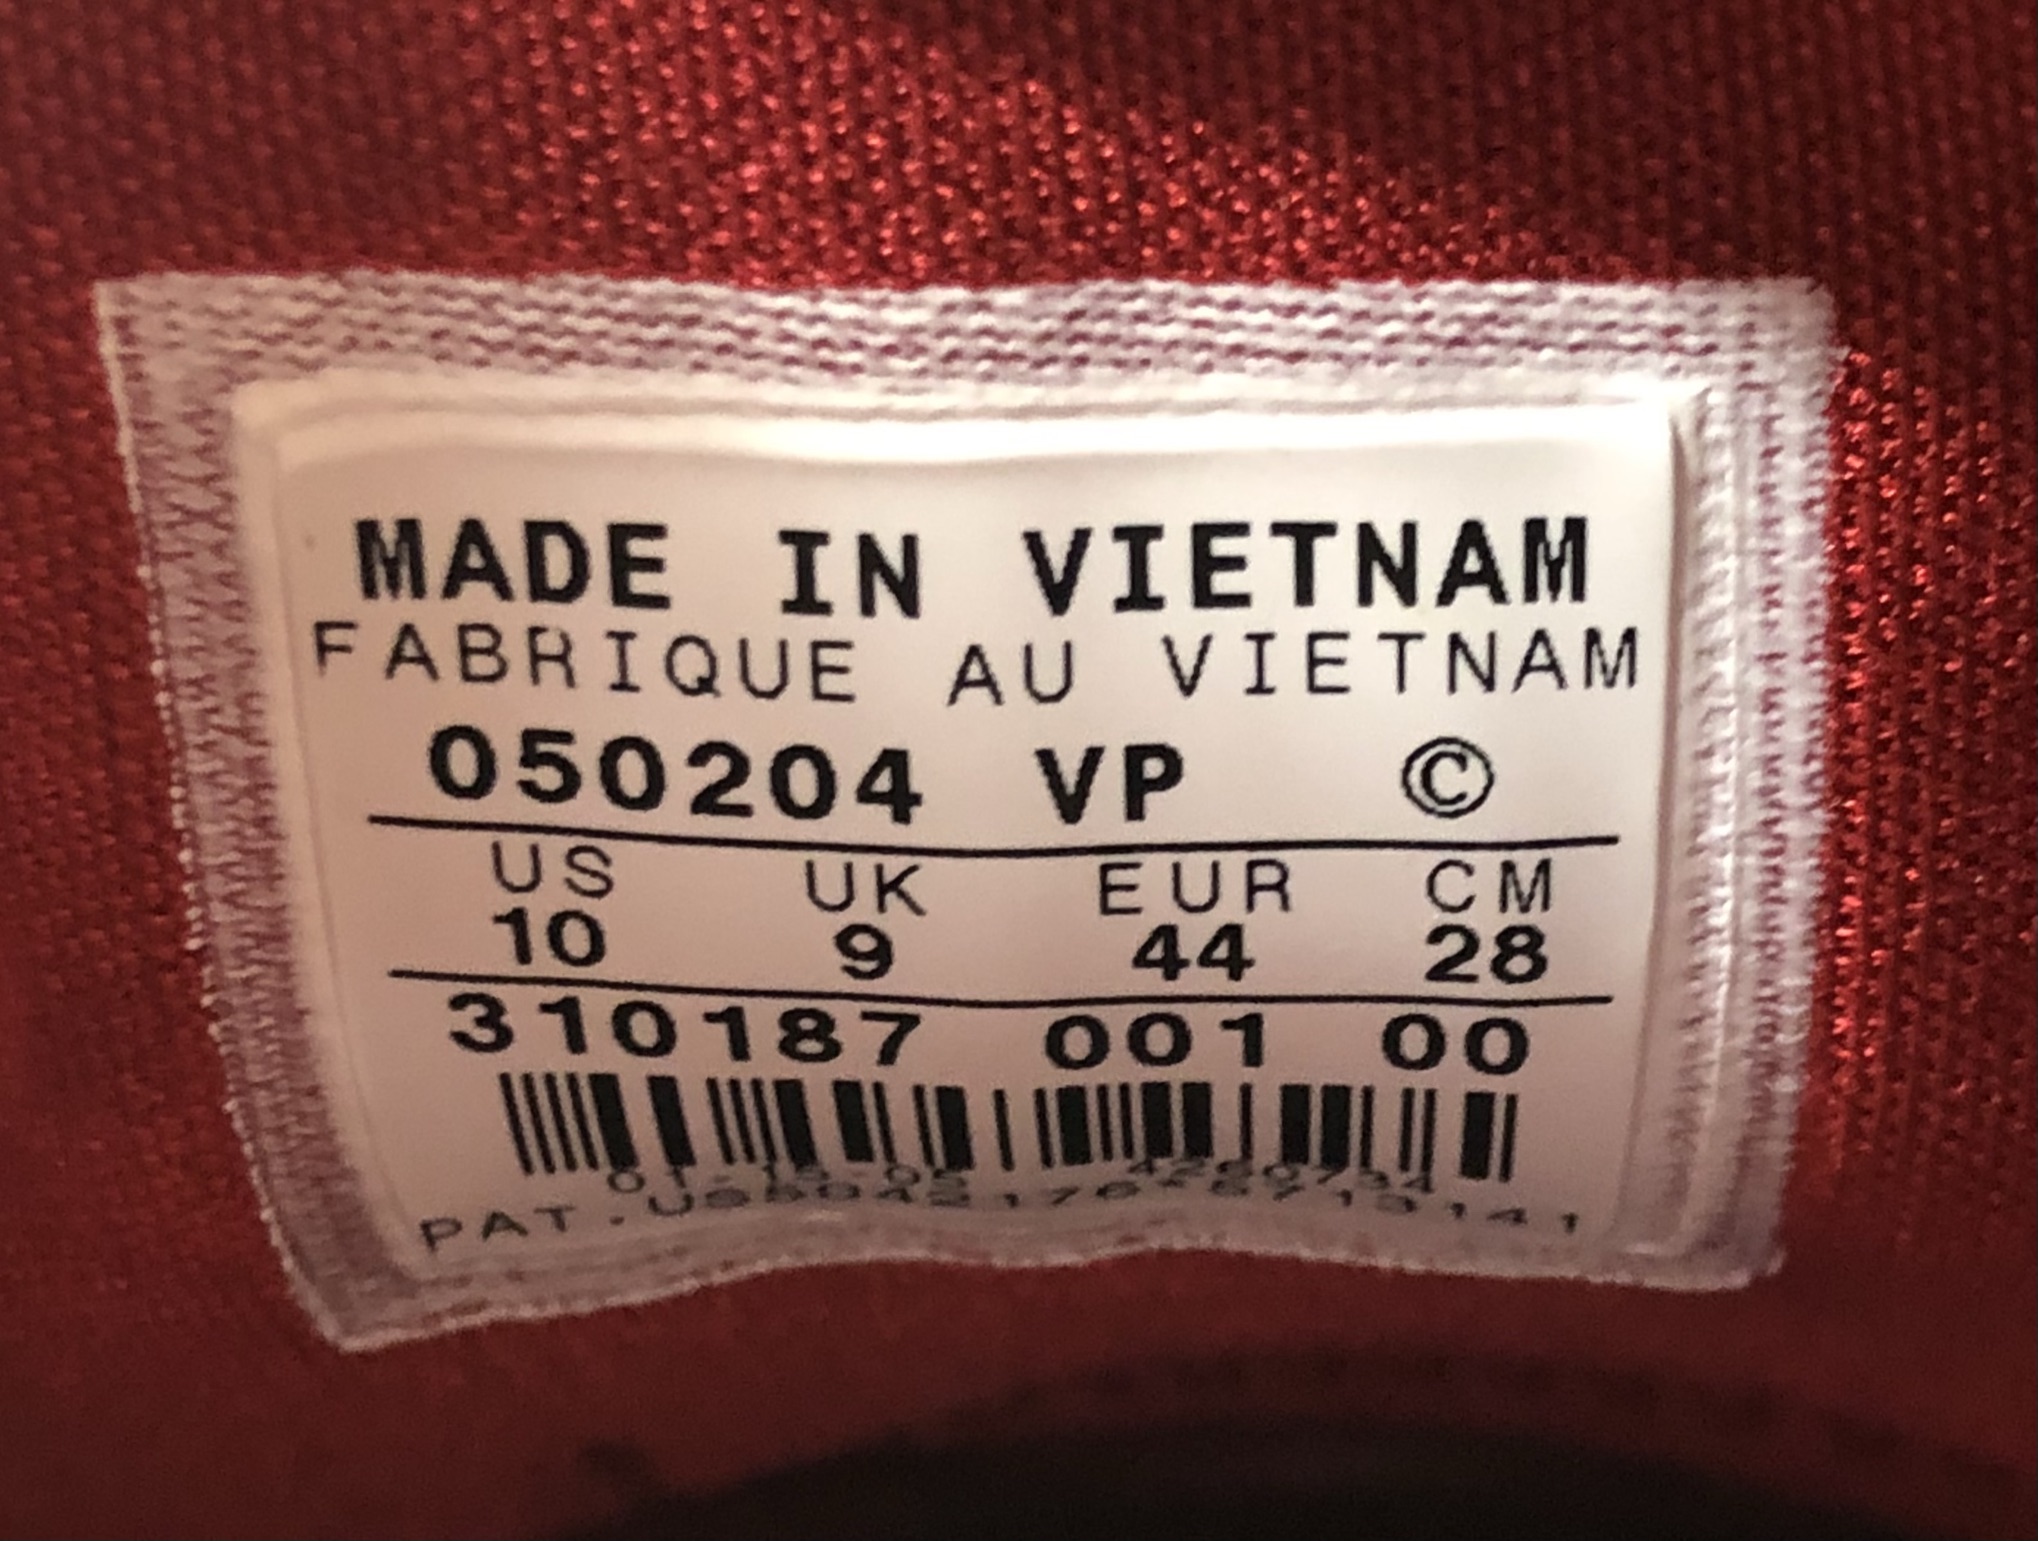 MADE IN VIETNAM
FABRIQUE AU VIETNAM
050204 VP ©
US UK EUR CM
10 9 44 28
310187 001 00
PAT.